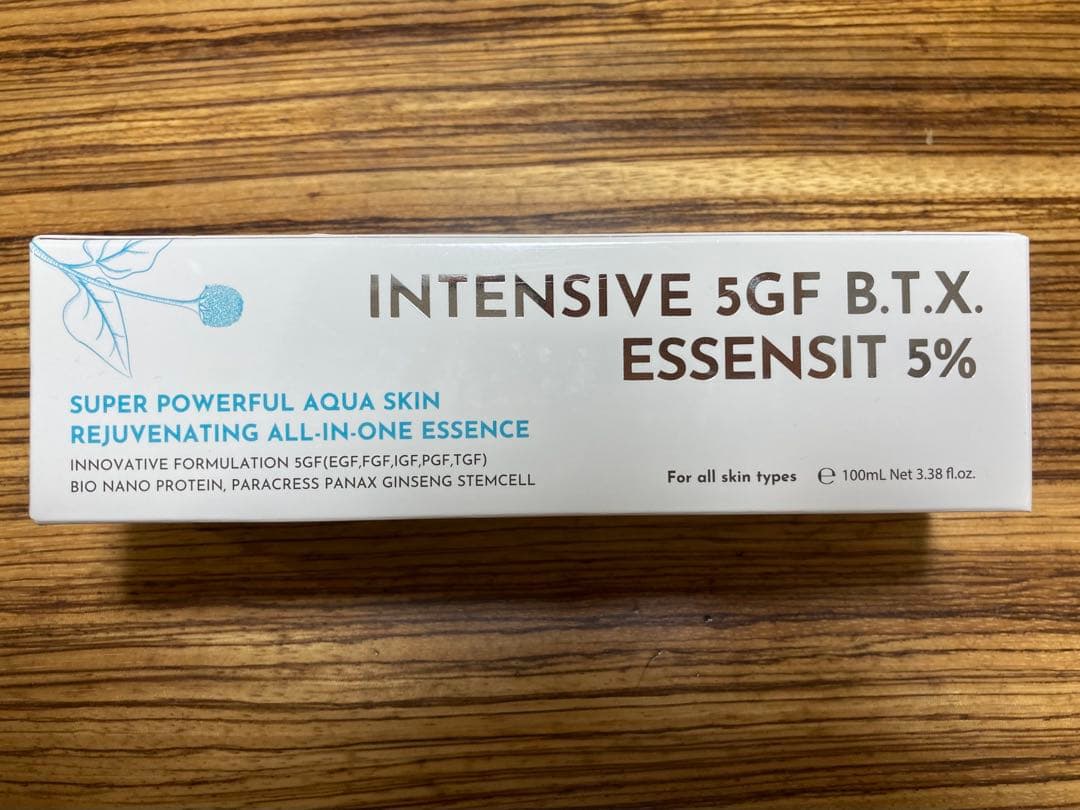 INTENSIVE 5GF B.T.X.
ESSENSIT 5%
SUPER POWERFUL AQUA SKIN
REJUVENATING ALL-IN-ONE ESSENCE
INNOVATIVE FORMULATION 5GF(EGF,FGF,IGF,PGF,TGF)
BIO NANO PROTEIN, PARACRESS PANAX GINSENG STEMCELL
For all skin types ℮ 100mL Net 3.38 fl.oz.